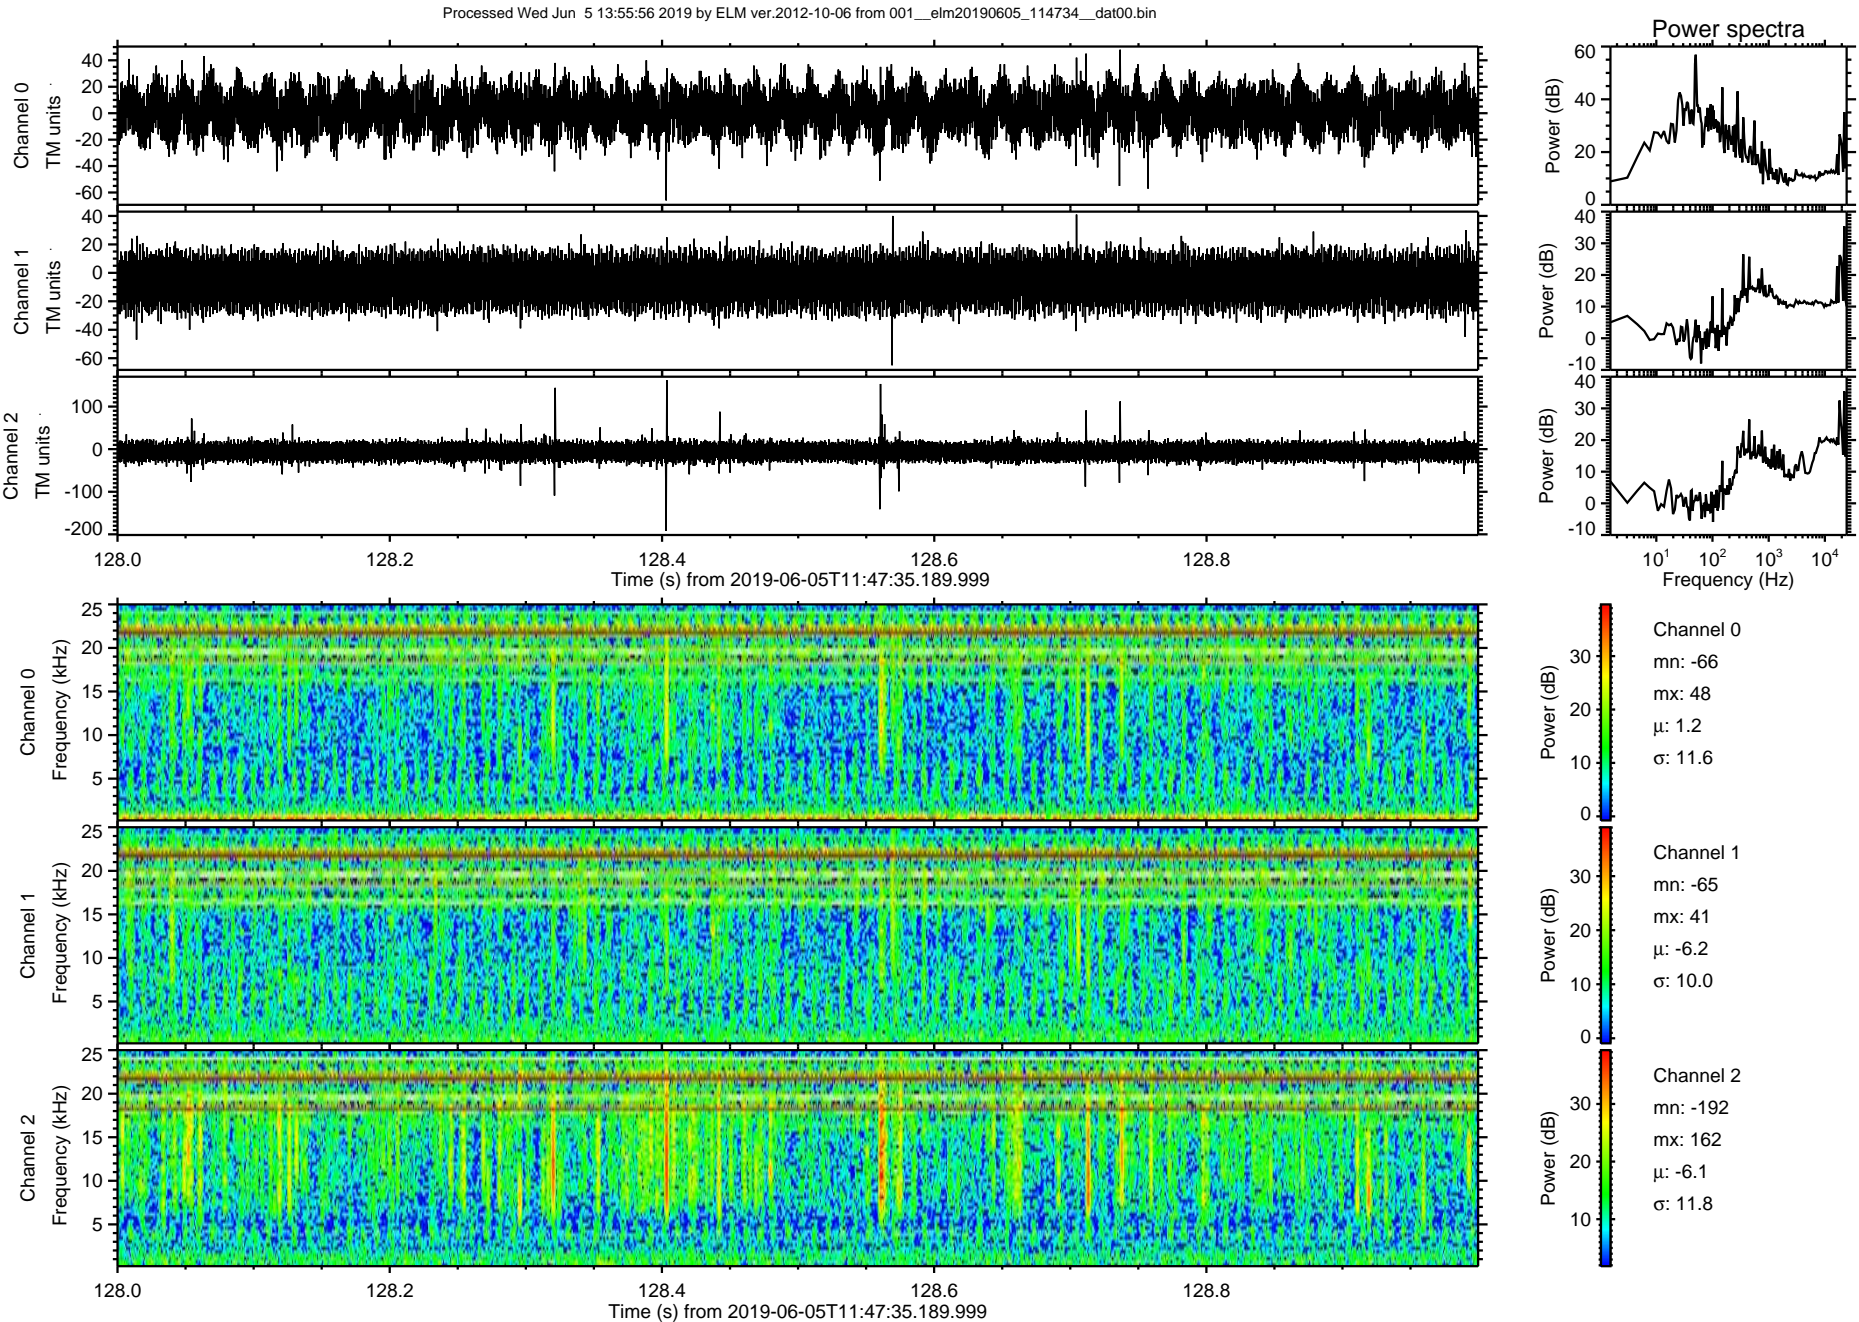 Processed Wed Jun  5 13:55:56 2019 by ELM ver.2012-10-06 from 001__elm20190605_114734__dat00.bin
Power spectra
Channel 0
TM units
40
20
0
-20
-40
-60
Power (dB)
60
40
20
0
Channel 1
TM units
40
20
0
-20
-40
-60
Power (dB)
40
30
20
10
0
-10
Channel 2
TM units
100
0
-100
-200
Power (dB)
40
30
20
10
0
-10
128.0 128.2 128.4 128.6 128.8
Time (s) from 2019-06-05T11:47:35.189.999
10^1 10^2 10^3 10^4
Frequency (Hz)
Channel 0
Frequency (kHz)
25
20
15
10
5
Power (dB)
30
20
10
0
Channel 0
mn: -66
mx: 48
μ: 1.2
σ: 11.6
Channel 1
Frequency (kHz)
25
20
15
10
5
Power (dB)
30
20
10
0
Channel 1
mn: -65
mx: 41
μ: -6.2
σ: 10.0
Channel 2
Frequency (kHz)
25
20
15
10
5
Power (dB)
30
20
10
Channel 2
mn: -192
mx: 162
μ: -6.1
σ: 11.8
128.0 128.2 128.4 128.6 128.8
Time (s) from 2019-06-05T11:47:35.189.999